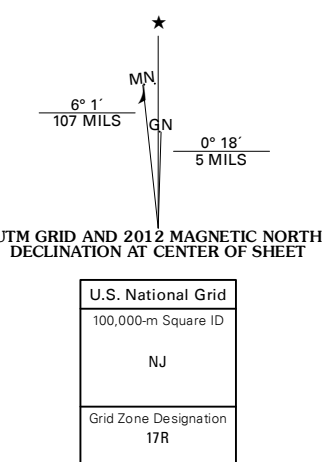 ★
M.N.
6° 1´
107 MILS
GN
0° 18´
5 MILS
UTM GRID AND 2012 MAGNETIC NORTH
DECLINATION AT CENTER OF SHEET
U.S. National Grid
100,000-m Square ID
NJ
Grid Zone Designation
17R